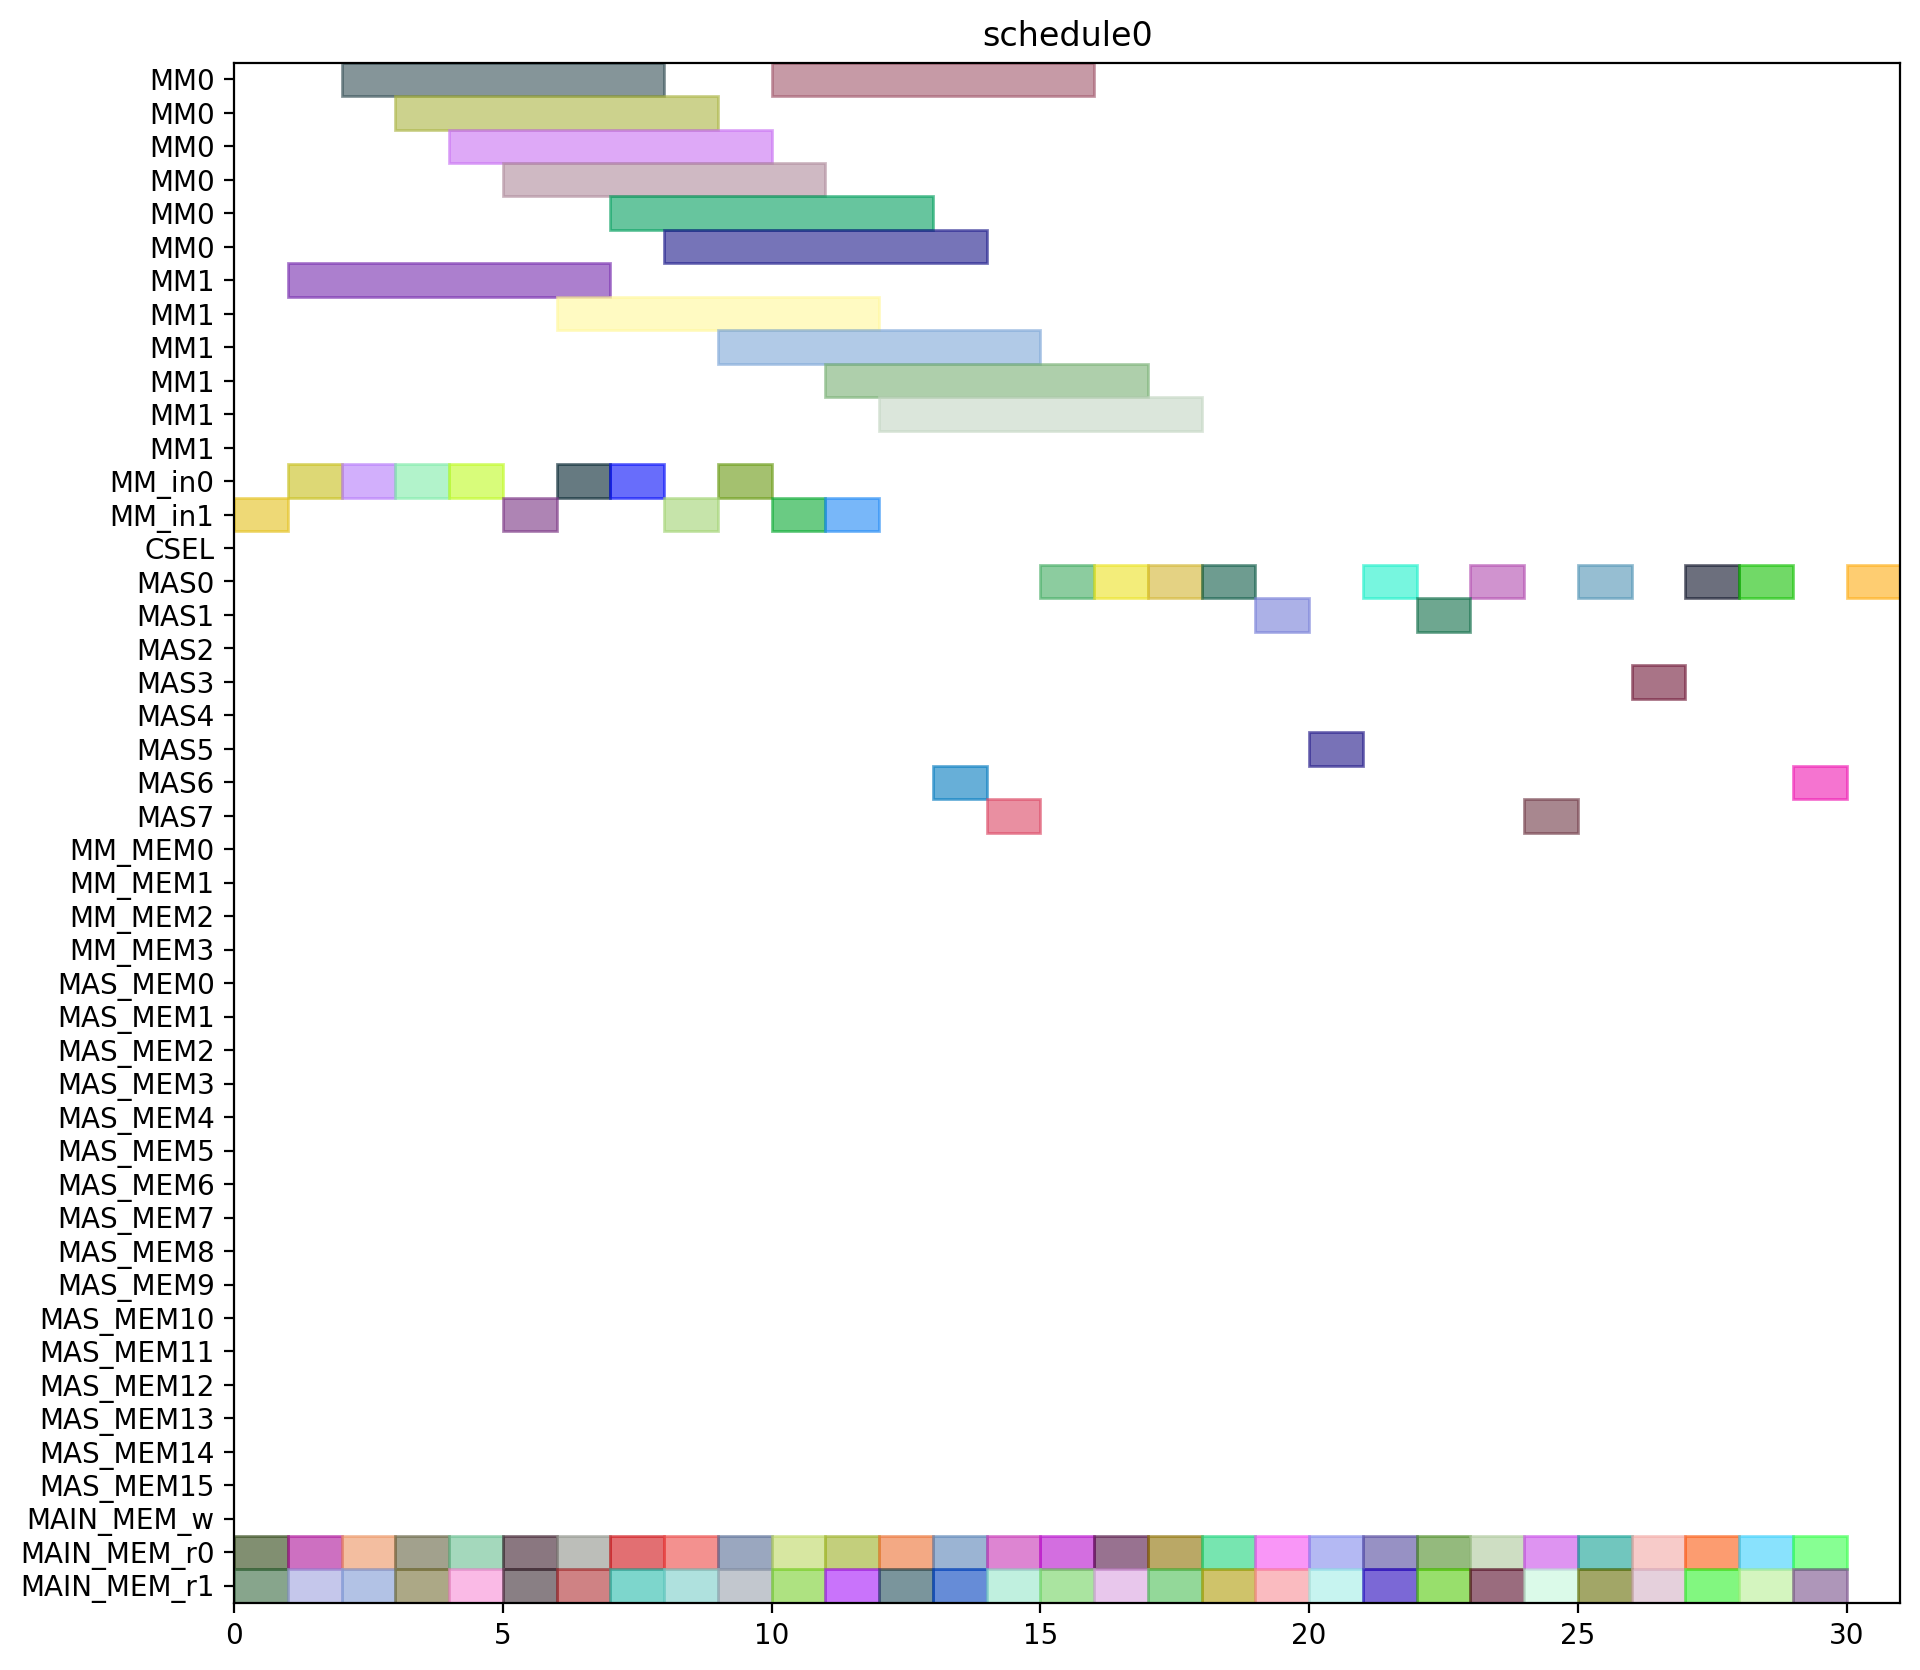 schedule0
MM0
MM0
MM0
MM0
MM0
MM0
MM1
MM1
MM1
MM1
MM1
MM1
MM_in0
MM_in1
CSEL
MAS0
MAS1
MAS2
MAS3
MAS4
MAS5
MAS6
MAS7
MM_MEM0
MM_MEM1
MM_MEM2
MM_MEM3
MAS_MEM0
MAS_MEM1
MAS_MEM2
MAS_MEM3
MAS_MEM4
MAS_MEM5
MAS_MEM6
MAS_MEM7
MAS_MEM8
MAS_MEM9
MAS_MEM10
MAS_MEM11
MAS_MEM12
MAS_MEM13
MAS_MEM14
MAS_MEM15
MAIN_MEM_w
MAIN_MEM_r0
MAIN_MEM_r1
0 5 10 15 20 25 30